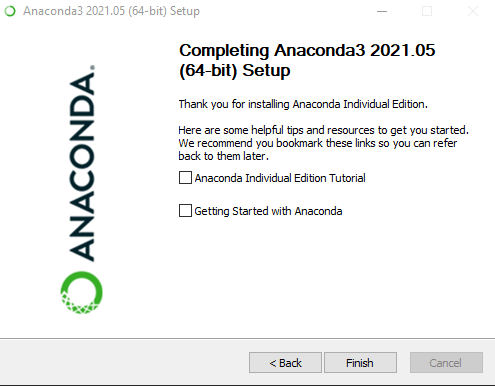 Anaconda3 2021.05 (64-bit) Setup
ANACONDA.
Completing Anaconda3 2021.05
(64-bit) Setup
Thank you for installing Anaconda Individual Edition.
Here are some helpful tips and resources to get you started.
We recommend you bookmark these links so you can refer
back to them later.
Anaconda Individual Edition Tutorial
Getting Started with Anaconda
< Back
Finish
Cancel